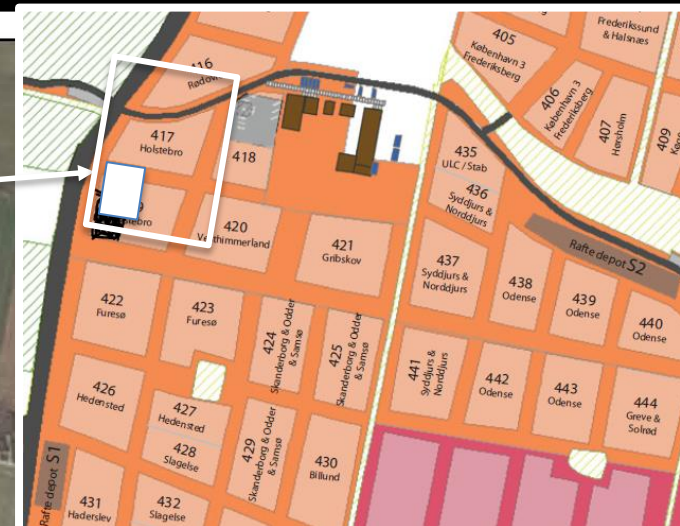 405
København 3
Frederiksberg
Frederikssund
& Halsnæs
406
København 3
Frederiksberg
407
Hørsholm
409
416
417
Holstebro
418
420
421
Gribskov
435
ULC / Stab
436
Syddjurs &
Norddjurs
437
Syddjurs &
Norddjurs
Rafte depot S2
438
Odense
439
Odense
440
Odense
422
Furesø
423
Furesø
424
Skanderborg & Odder
& Samsø
425
Skanderborg & Odder
& Samsø
441
Syddjurs &
Norddjurs
442
Odense
443
Odense
444
Greve &
Solrød
426
Hedensted
427
Hedensted
428
Slagelse
429
Skanderborg & Odder
& Samsø
430
Billund
Rafte depot S1
431
Haderslev
432
Slagelse